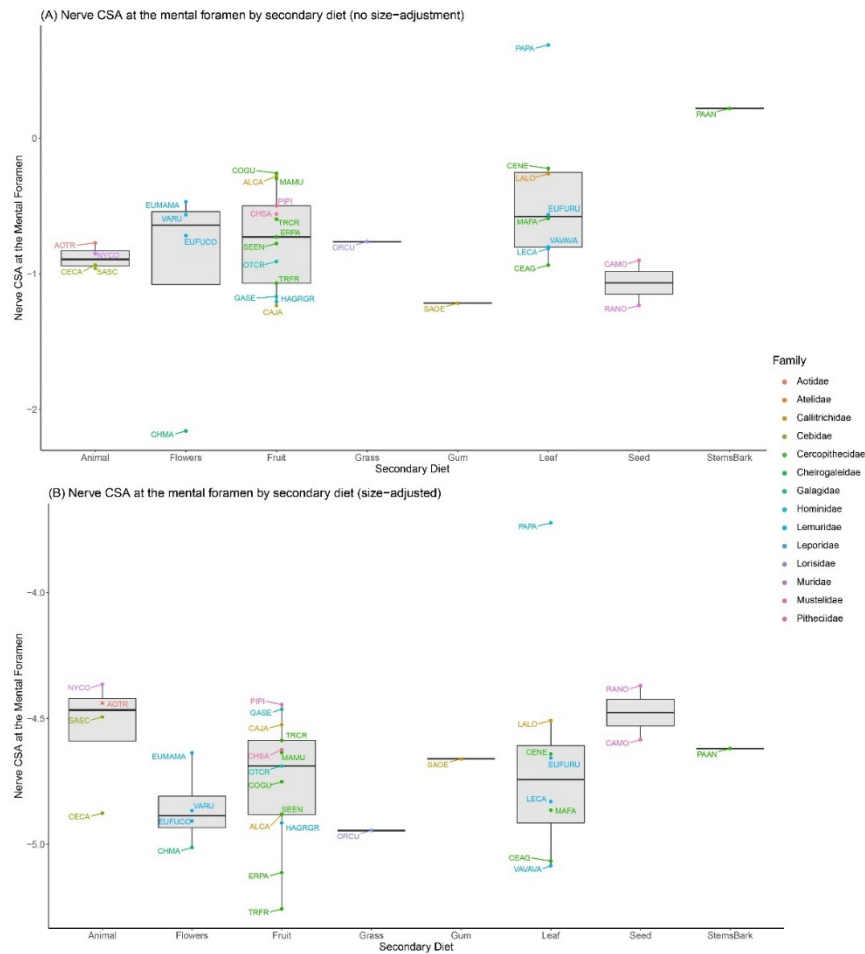 (A) Nerve CSA at the mental foramen by secondary diet (no size−adjustment)
Nerve CSA at the Mental Foramen
0
−1
−2
PAPA
PAAN
COGU
CENE
ALCA
MAMU
LALO
EUMAMA
PIPI
VARU
CHSA
EUFURU
TRCR
MAFA
EUFUCO
ERPA
AOTR
SEEN
ORCU
VAVAVA
NYCO
OTCR
LECA
CAMO
CECA
SASC
CEAG
TRFR
GASE
HAGRGR
SAOE
RANO
CAJA
CHMA
Animal
Flowers
Fruit
Grass
Gum
Leaf
Seed
StemsBark
Secondary Diet
Family
Aotidae
Atelidae
Callitrichidae
Cebidae
Cercopithecidae
Cheirogaleidae
Galagidae
Hominidae
Lemuridae
Leporidae
Lorisidae
Muridae
Mustelidae
Pitheciidae
(B) Nerve CSA at the mental foramen by secondary diet (size−adjusted)
Nerve CSA at the Mental Foramen
−4.0
−4.5
−5.0
PAPA
NYCO
RANO
AOTR
PIPI
GASE
SASC
LALO
CAJA
TRCR
CAMO
EUMAMA
CHSA
MAMU
CENE
PAAN
EUFURU
SAOE
OTCR
COGU
LECA
VARU
MAFA
CECA
SEEN
EUFUCO
ALCA
HAGRGR
ORCU
CHMA
CEAG
VAVAVA
ERPA
TRFR
Animal
Flowers
Fruit
Grass
Gum
Leaf
Seed
StemsBark
Secondary Diet